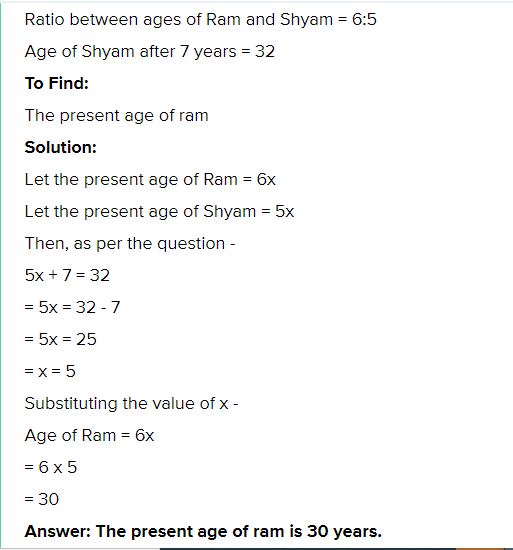 Ratio between ages of Ram and Shyam = 6:5
Age of Shyam after 7 years = 32
To Find:
The present age of ram
Solution:
Let the present age of Ram = 6x
Let the present age of Shyam = 5x
Then, as per the question -
5x + 7 = 32
= 5x = 32 - 7
= 5x = 25
= x = 5
Substituting the value of x -
Age of Ram = 6x
= 6 x 5
= 30
Answer: The present age of ram is 30 years.